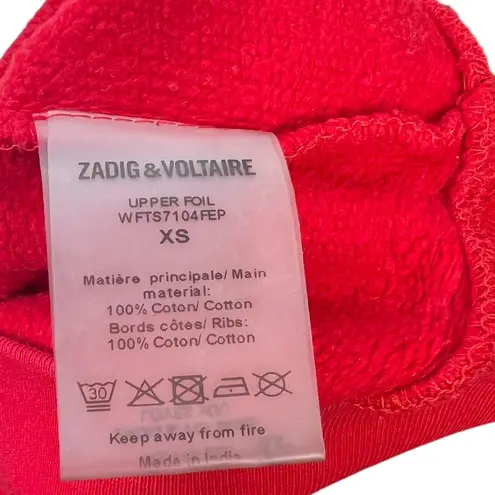 ZADIG & VOLTAIRE
UPPER FOIL
WFTS7104FEP
XS
Matière principale/ Main
material:
100% Coton/ Cotton
Bords côtes/ Ribs:
100% Coton/ Cotton
30
Keep away from fire
Made in India